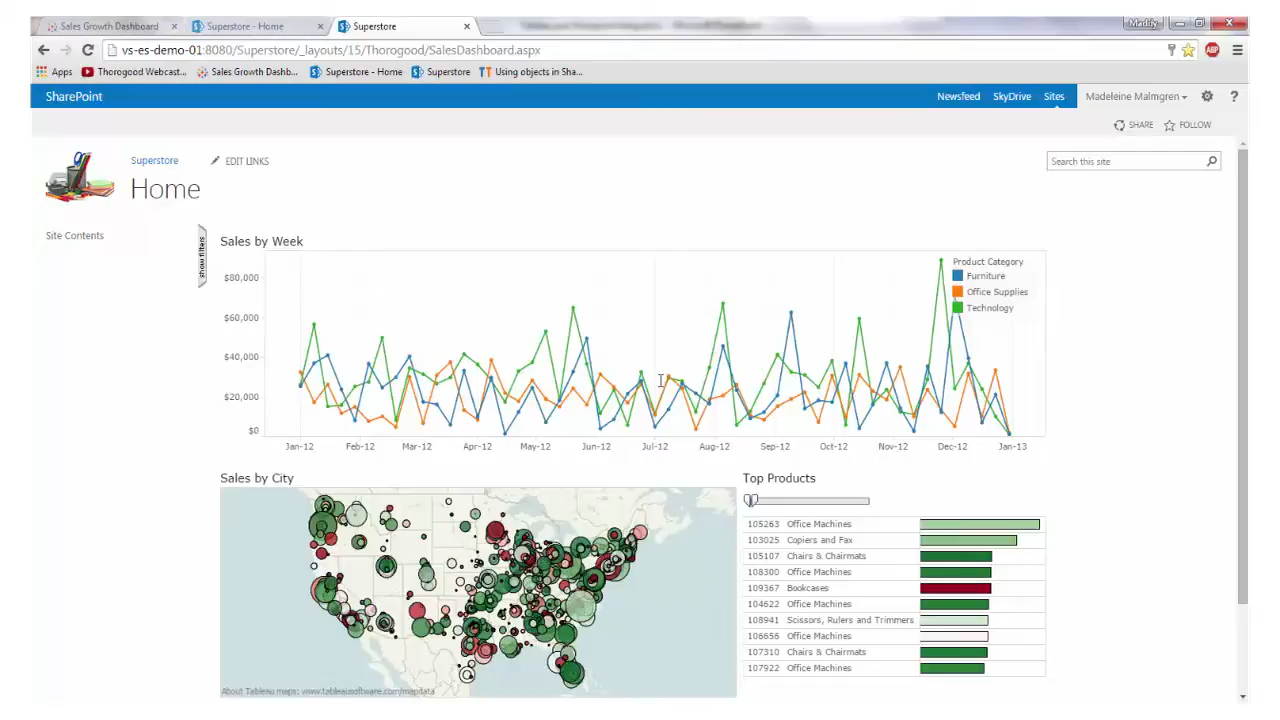 Sales Growth Dashboard × Superstore - Home × Superstore × Maddy
vs-es-demo-01:8080/Superstore/_layouts/15/Thorogood/SalesDashboard.aspx ABP
Apps Thorogood Webcast... Sales Growth Dashb... Superstore - Home Superstore TT Using objects in Sha...
SharePoint Newsfeed SkyDrive Sites Madeleine Malmgren ?
SHARE FOLLOW
Superstore EDIT LINKS
Home
Search this site
Site Contents
show filters
Sales by Week
Product Category
Furniture
Office Supplies
Technology
$80,000
$60,000
$40,000
$20,000
$0
Jan-12 Feb-12 Mar-12 Apr-12 May-12 Jun-12 Jul-12 Aug-12 Sep-12 Oct-12 Nov-12 Dec-12 Jan-13
Sales by City
About Tableau maps: www.tableausoftware.com/mapdata
Top Products
105263 Office Machines
103025 Copiers and Fax
105107 Chairs & Chairmats
108300 Office Machines
109367 Bookcases
104622 Office Machines
108941 Scissors, Rulers and Trimmers
106656 Office Machines
107310 Chairs & Chairmats
107922 Office Machines